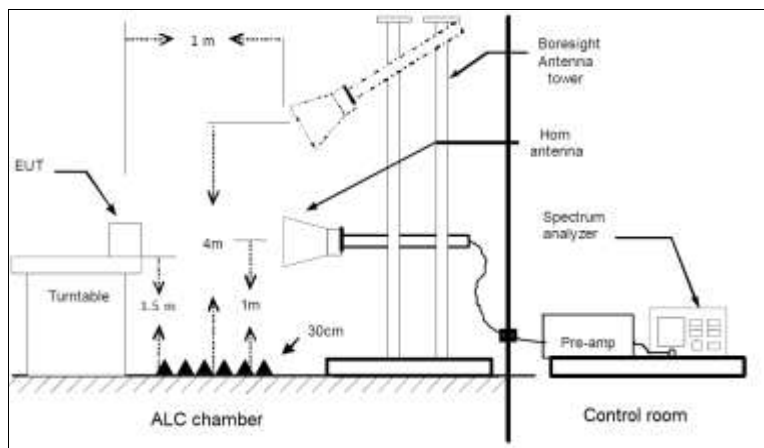 1 m
Boresight
Antenna
tower
Horn
antenna
EUT
Spectrum
analyzer
4m
Turntable
1.5 m
1m
30cm
Pre-amp
ALC chamber
Control room